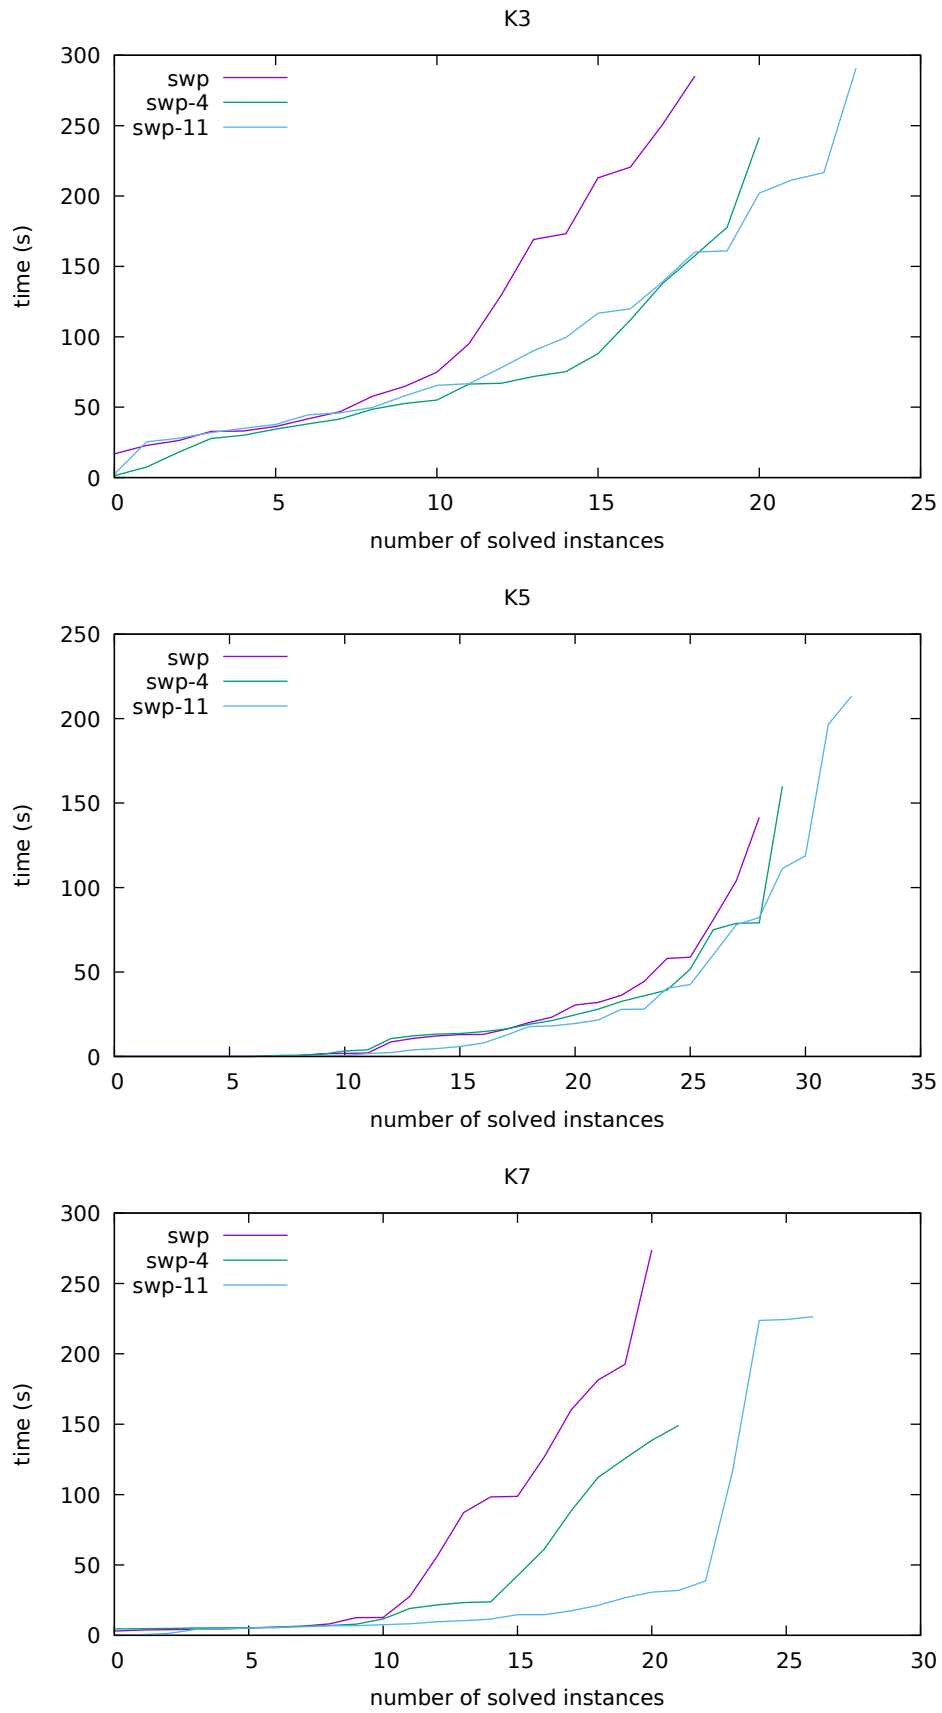 K3
300
250
200
150
100
50
0
time (s)
swp
swp-4
swp-11
0 5 10 15 20 25
number of solved instances
K5
250
200
150
100
50
0
time (s)
swp
swp-4
swp-11
0 5 10 15 20 25 30 35
number of solved instances
K7
300
250
200
150
100
50
0
time (s)
swp
swp-4
swp-11
0 5 10 15 20 25 30
number of solved instances